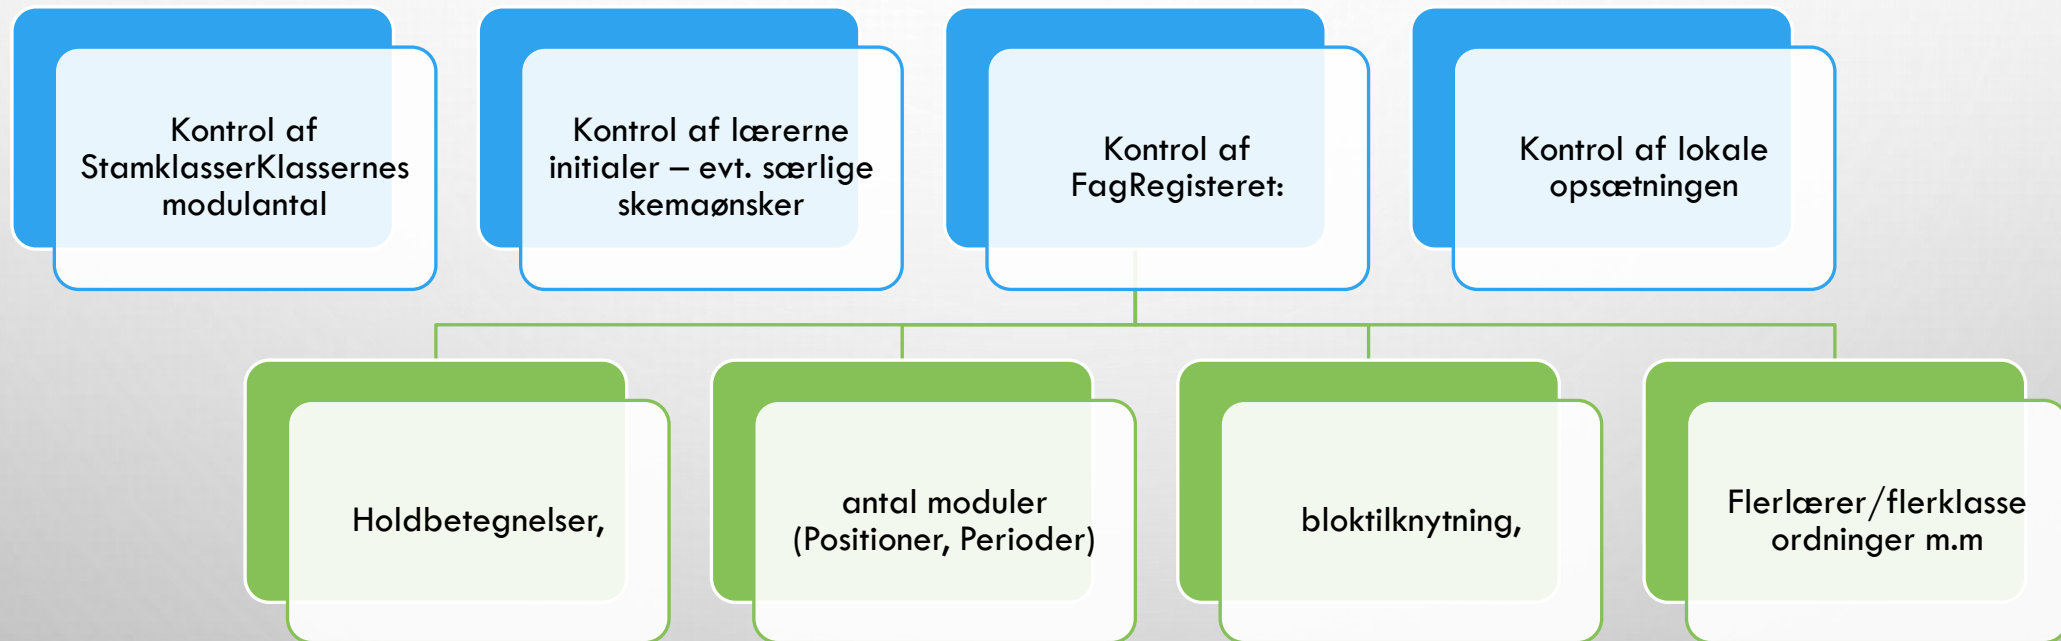 Kontrol af
StamklasserKlassernes
modulantal
Kontrol af lærerne
initialer – evt. særlige
skemaønsker
Kontrol af
FagRegisteret:
Kontrol af lokale
opsætningen
Holdbetegnelser,
antal moduler
(Positioner, Perioder)
bloktilknytning,
Flerlærer/flerklasse
ordninger m.m